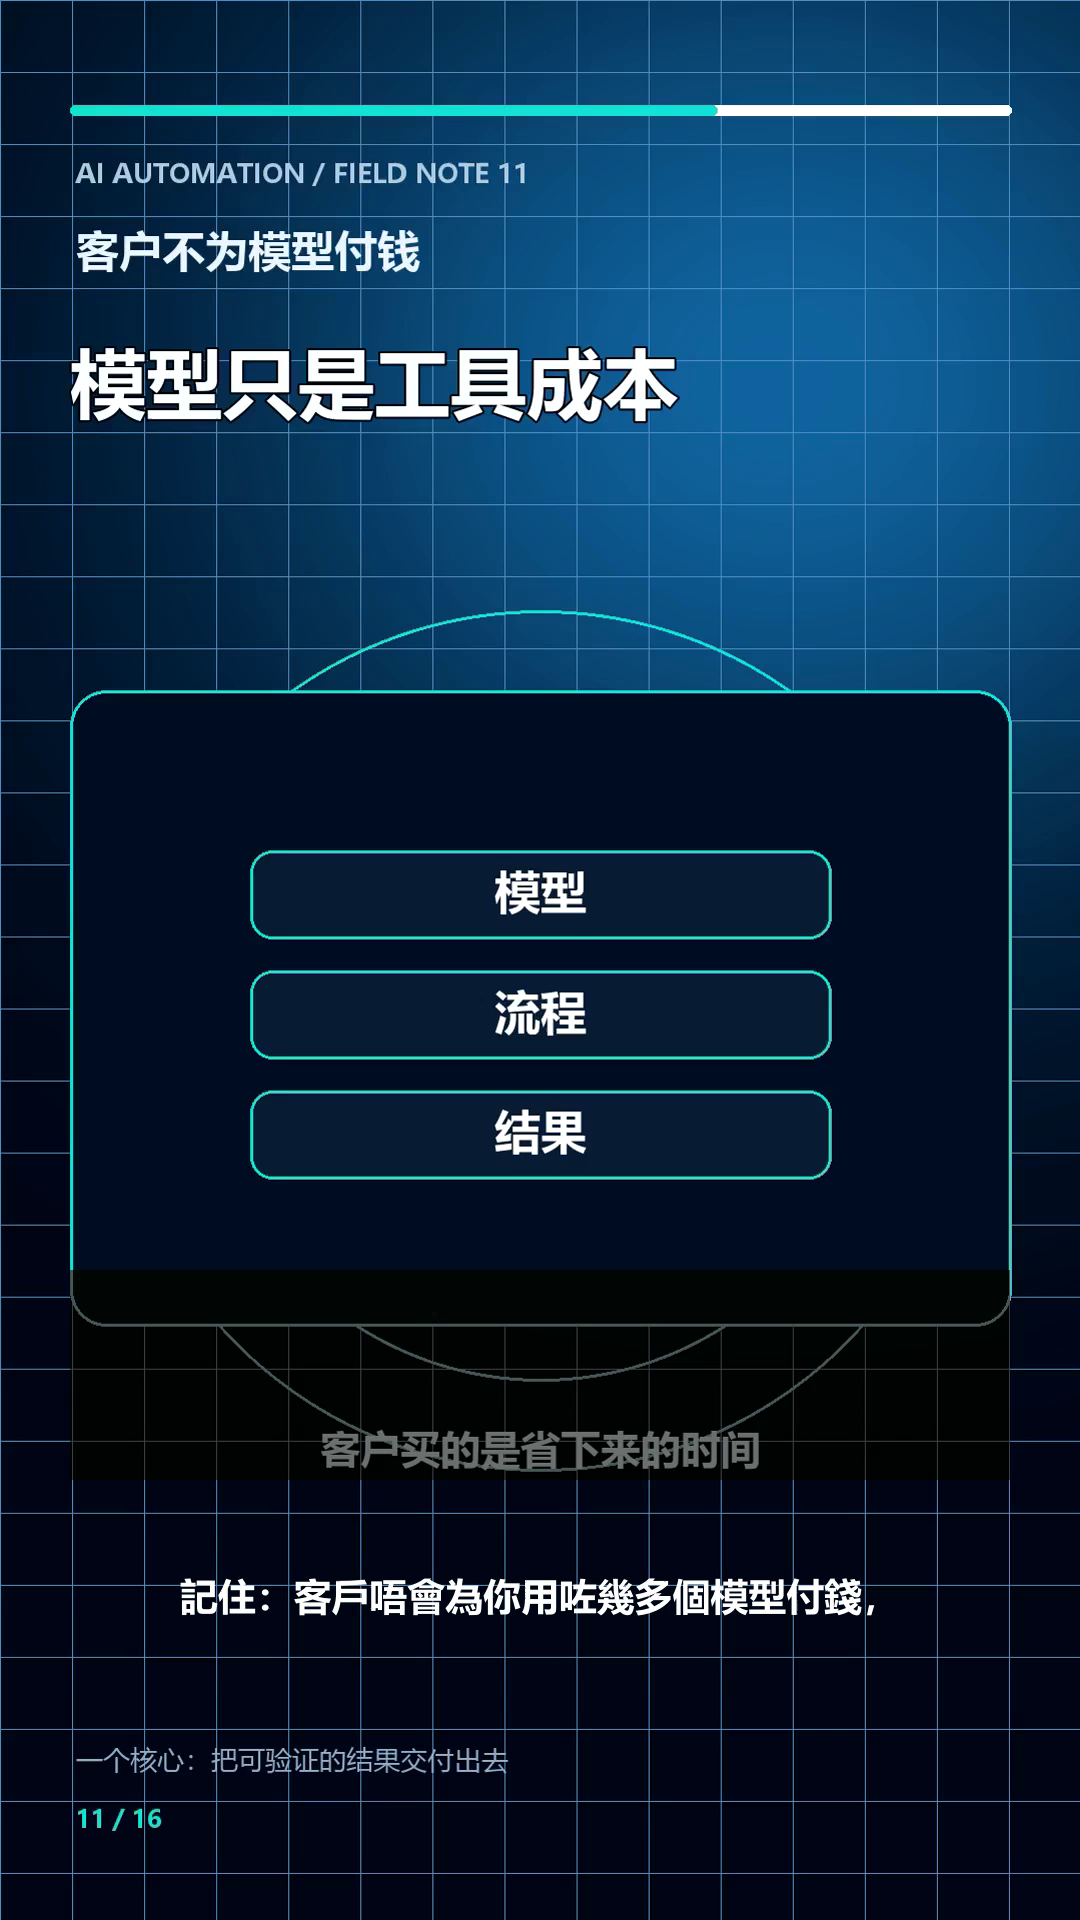 AI AUTOMATION / FIELD NOTE 11
客户不为模型付钱
模型只是工具成本
模型
流程
结果
客户买的是省下来的时间
記住：客戶唔會為你用咗幾多個模型付錢，
一个核心：把可验证的结果交付出去
11 / 16